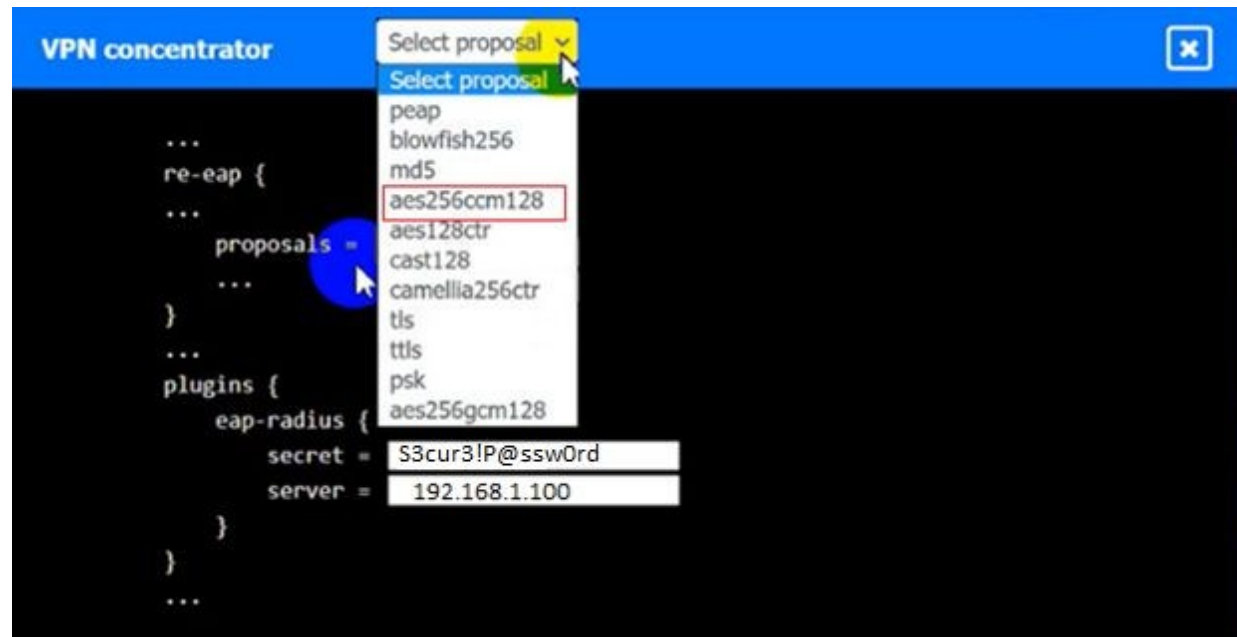 VPN concentrator
Select proposal
Select proposal
peap
blowfish256
md5
aes256ccm128
aes128ctr
cast128
camellia256ctr
tls
ttls
psk
aes256gcm128
...
re-eap {
...
proposals =
...
}
...
plugins {
eap-radius {
secret = S3cur3!P@ssw0rd
server = 192.168.1.100
}
}
...